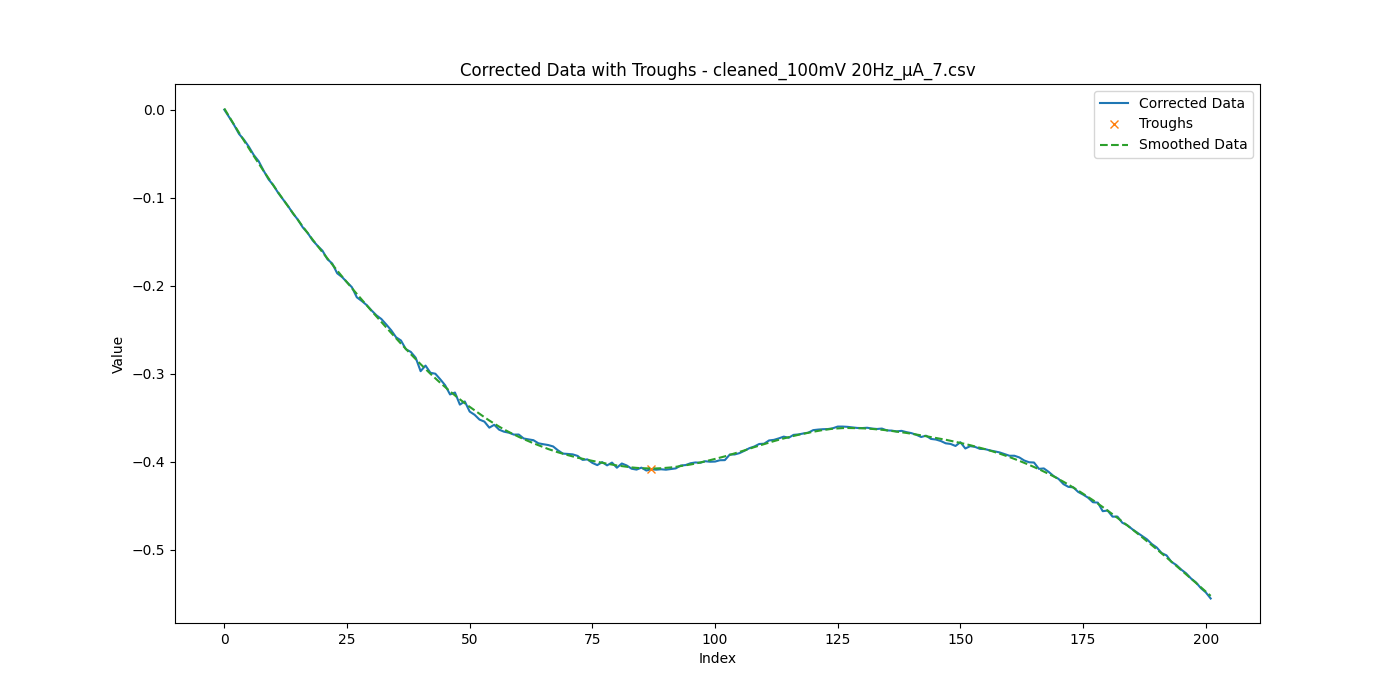 Corrected Data with Troughs - cleaned_100mV 20Hz_μA_7.csv
Corrected Data
Troughs
Smoothed Data
Value
0.0
−0.1
−0.2
−0.3
−0.4
−0.5
0 25 50 75 100 125 150 175 200
Index